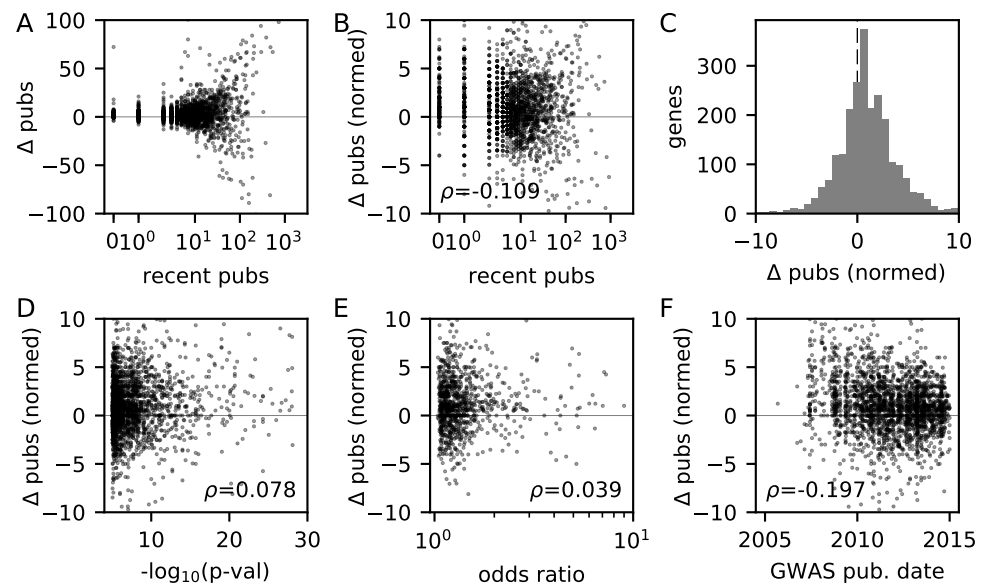 A
Δ pubs
100
50
0
−50
−100
0 10⁰ 10¹ 10² 10³
recent pubs
B
Δ pubs (normed)
10
5
0
−5
−10
ρ=-0.109
0 10⁰ 10¹ 10² 10³
recent pubs
C
genes
300
200
100
0
−10 0 10
Δ pubs (normed)
D
Δ pubs (normed)
10
5
0
−5
−10
ρ=0.078
10 20 30
-log₁₀(p-val)
E
Δ pubs (normed)
10
5
0
−5
−10
ρ=0.039
10⁰ 10¹
odds ratio
F
Δ pubs (normed)
10
5
0
−5
−10
ρ=-0.197
2005 2010 2015
GWAS pub. date